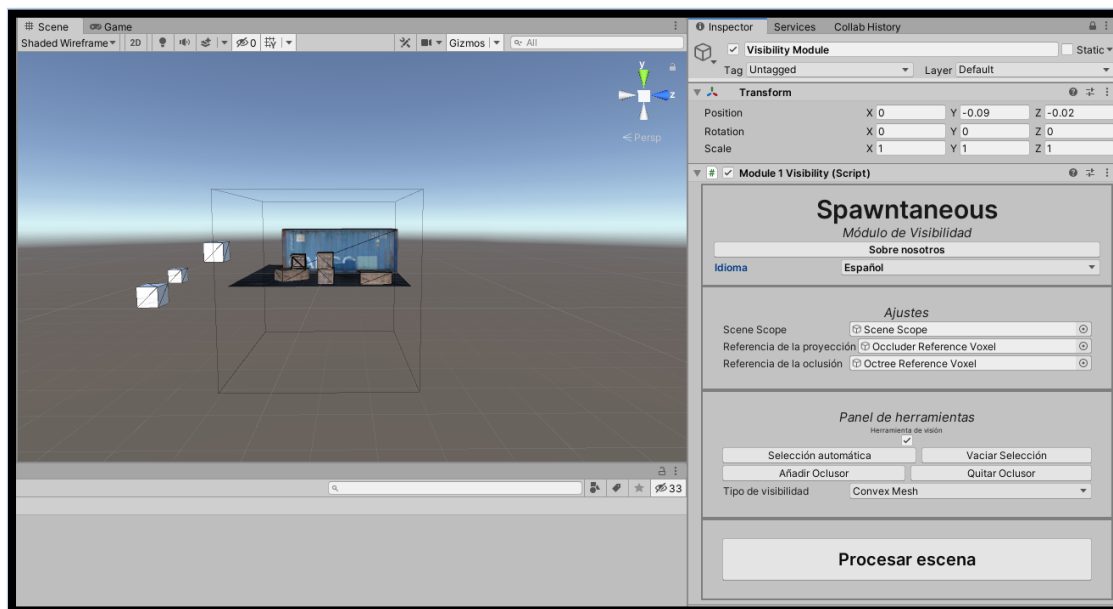 Scene Game
Shaded Wireframe 2D 0 Gizmos All
y
z
Persp
33
Inspector Services Collab History
Visibility Module Static
Tag Untagged Layer Default
Transform
Position X 0 Y -0.09 Z -0.02
Rotation X 0 Y 0 Z 0
Scale X 1 Y 1 Z 1
# Module 1 Visibility (Script)
Spawntaneous
Módulo de Visibilidad
Sobre nosotros
Idioma Español
Ajustes
Scene Scope Scene Scope
Referencia de la proyección Occluder Reference Voxel
Referencia de la oclusión Octree Reference Voxel
Panel de herramientas
Herramienta de visión
Selección automática Vaciar Selección
Añadir Oclusor Quitar Oclusor
Tipo de visibilidad Convex Mesh
Procesar escena